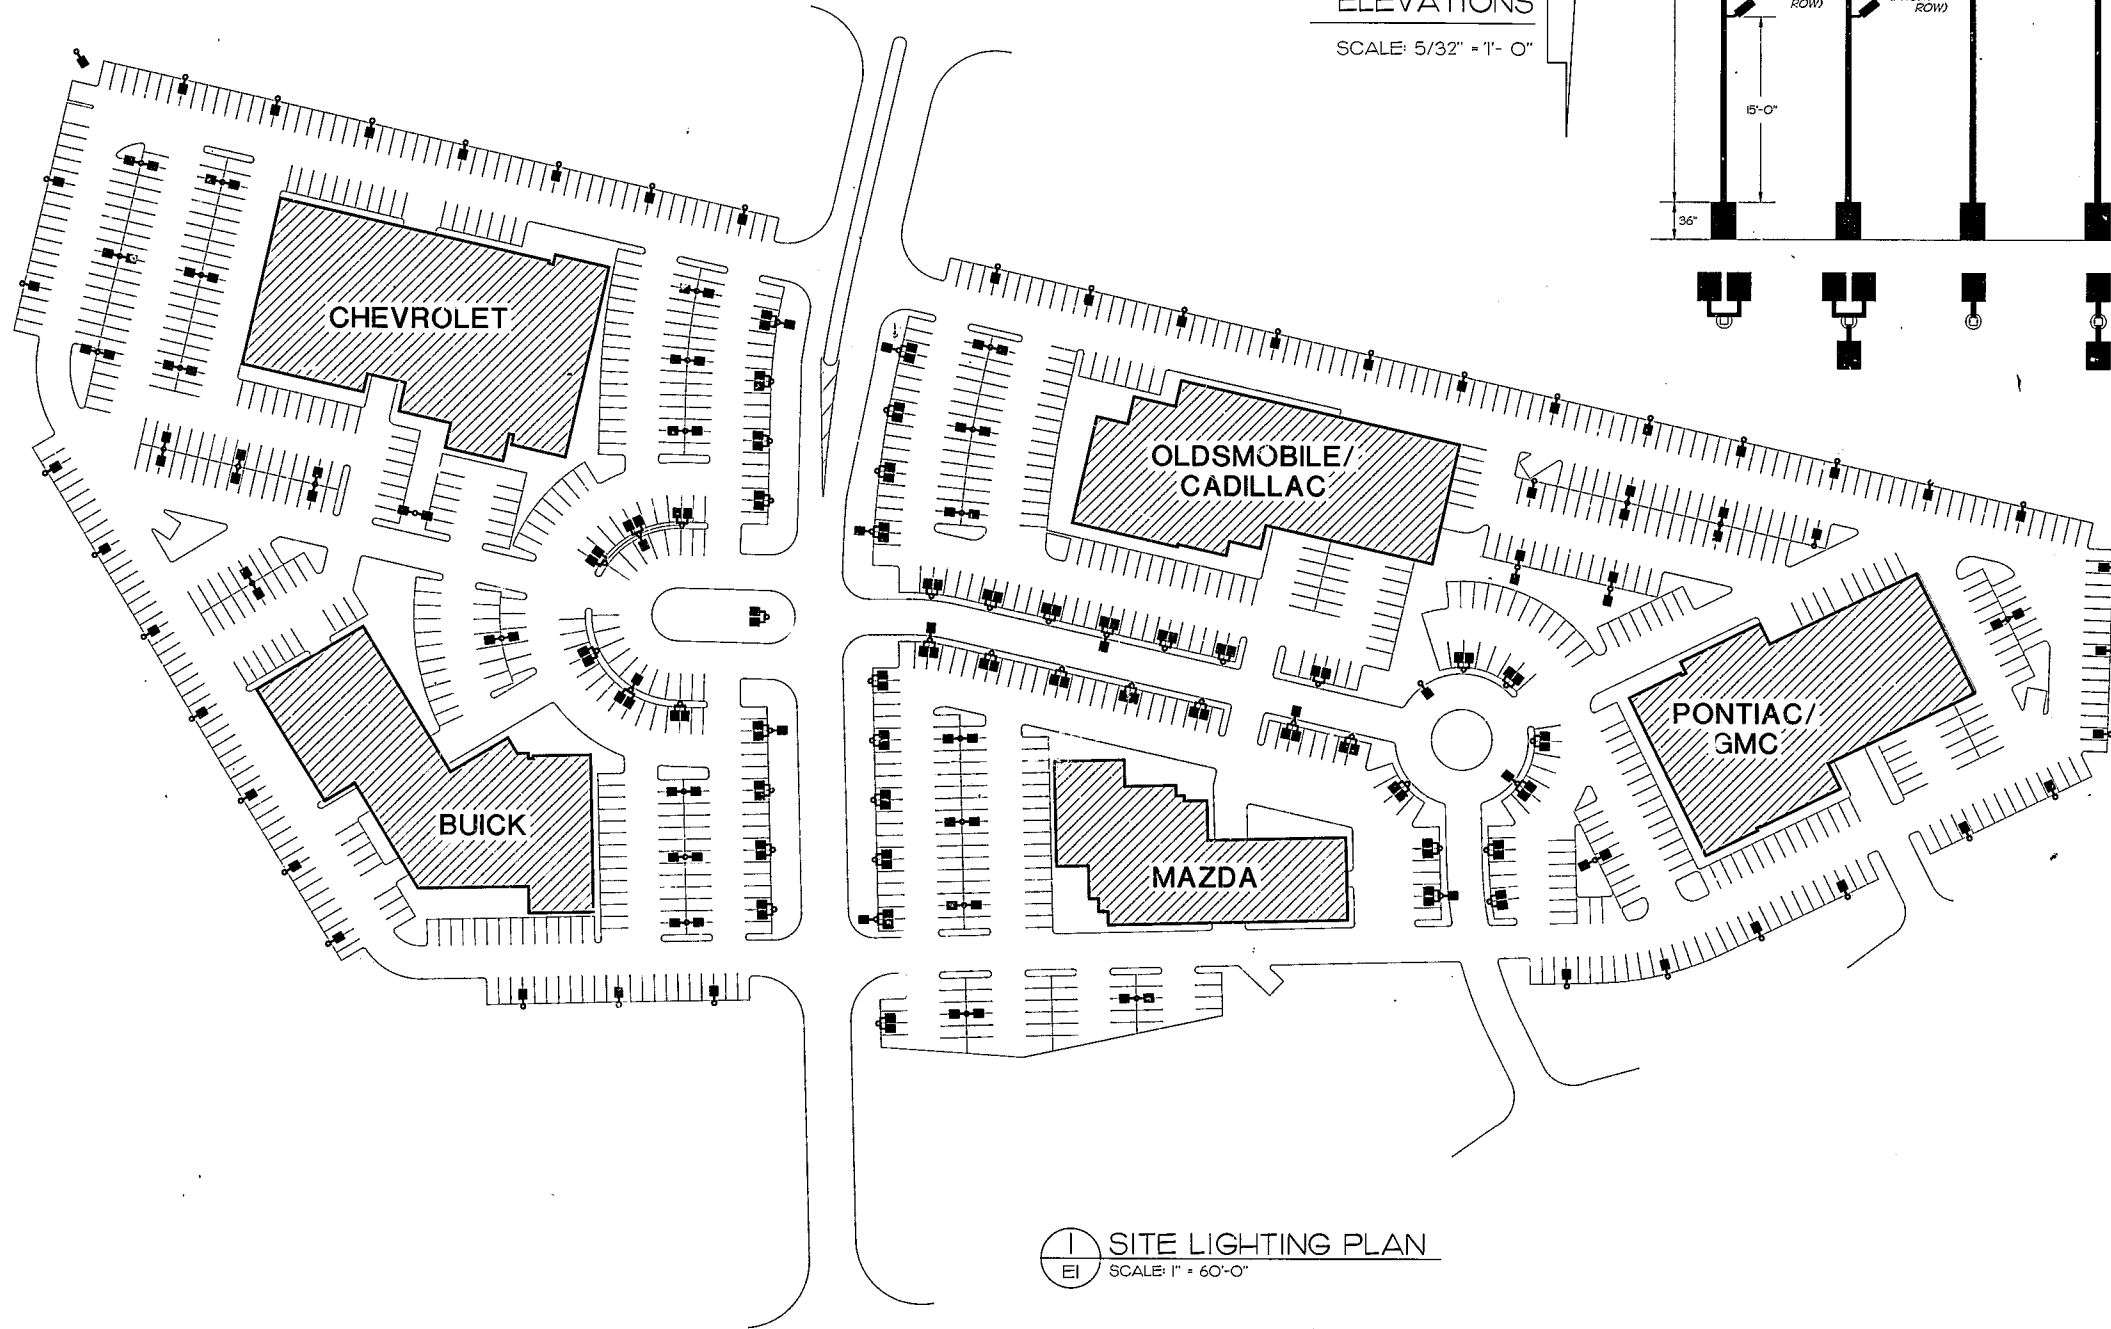 ELEVATIONS
SCALE: 5/32" = 1'- 0"
ROW)
ROW)
15'-0"
36"
CHEVROLET
OLDSMOBILE/
CADILLAC
PONTIAC/
GMC
BUICK
MAZDA
1
E1
SITE LIGHTING PLAN
SCALE: 1" = 60'-0"